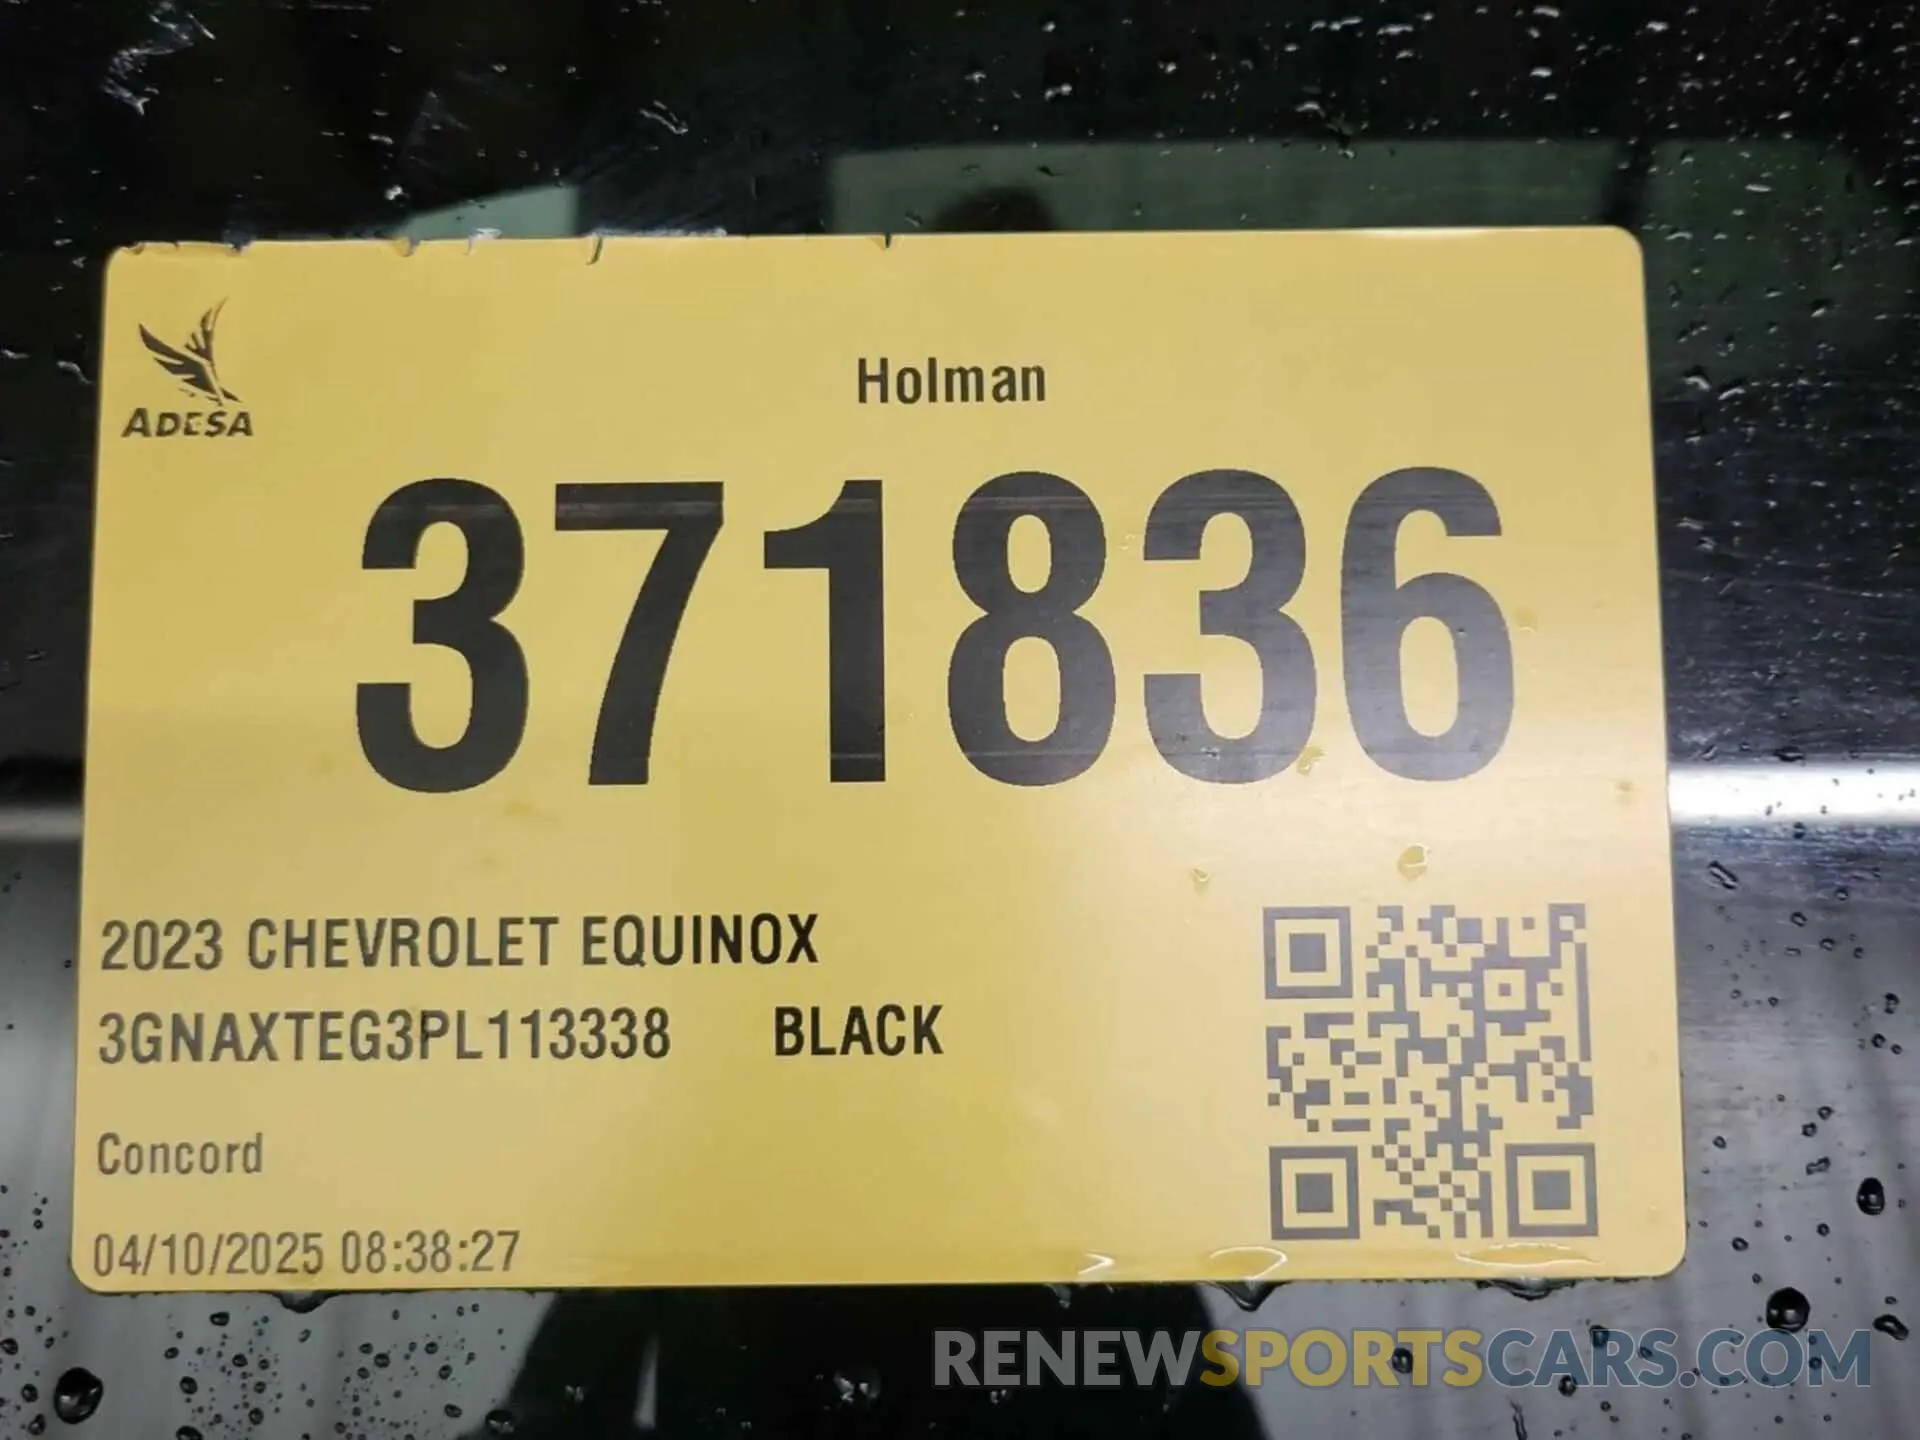 Holman
ADESA
371836
2023 CHEVROLET EQUINOX
3GNAXTEG3PL113338 BLACK
Concord
04/10/2025 08:38:27
RENEWSPORTSCARS.COM